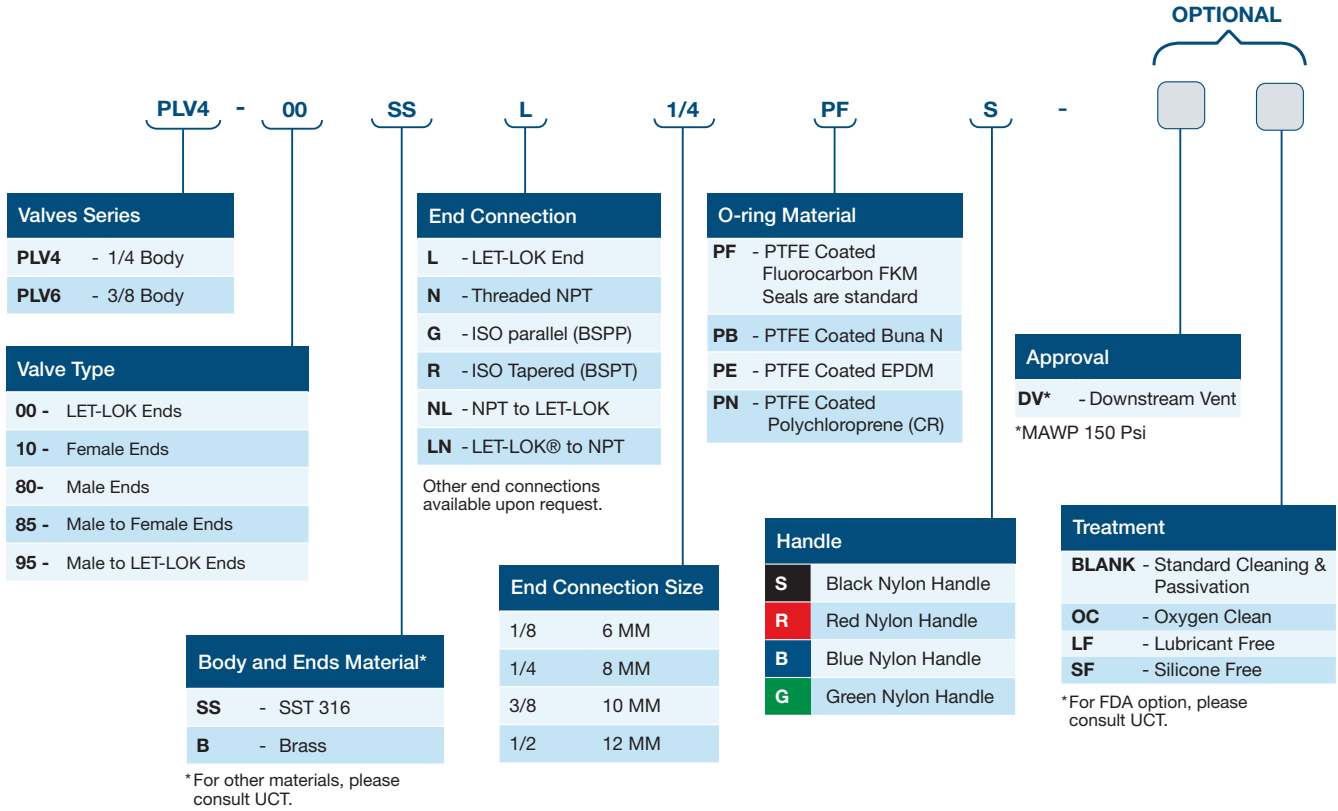 OPTIONAL
PLV4 - 00 SS L 1/4 PF S -
Valves Series
PLV4 - 1/4 Body
PLV6 - 3/8 Body
Valve Type
00 - LET-LOK Ends
10 - Female Ends
80- Male Ends
85 - Male to Female Ends
95 - Male to LET-LOK Ends
Body and Ends Material*
SS - SST 316
B - Brass
*For other materials, please
consult UCT.
End Connection
L - LET-LOK End
N - Threaded NPT
G - ISO parallel (BSPP)
R - ISO Tapered (BSPT)
NL - NPT to LET-LOK
LN - LET-LOK® to NPT
Other end connections
available upon request.
End Connection Size
1/8 6 MM
1/4 8 MM
3/8 10 MM
1/2 12 MM
O-ring Material
PF - PTFE Coated
Fluorocarbon FKM
Seals are standard
PB - PTFE Coated Buna N
PE - PTFE Coated EPDM
PN - PTFE Coated
Polychloroprene (CR)
Handle
S Black Nylon Handle
R Red Nylon Handle
B Blue Nylon Handle
G Green Nylon Handle
Approval
DV* - Downstream Vent
*MAWP 150 Psi
Treatment
BLANK - Standard Cleaning &
Passivation
OC - Oxygen Clean
LF - Lubricant Free
SF - Silicone Free
*For FDA option, please
consult UCT.